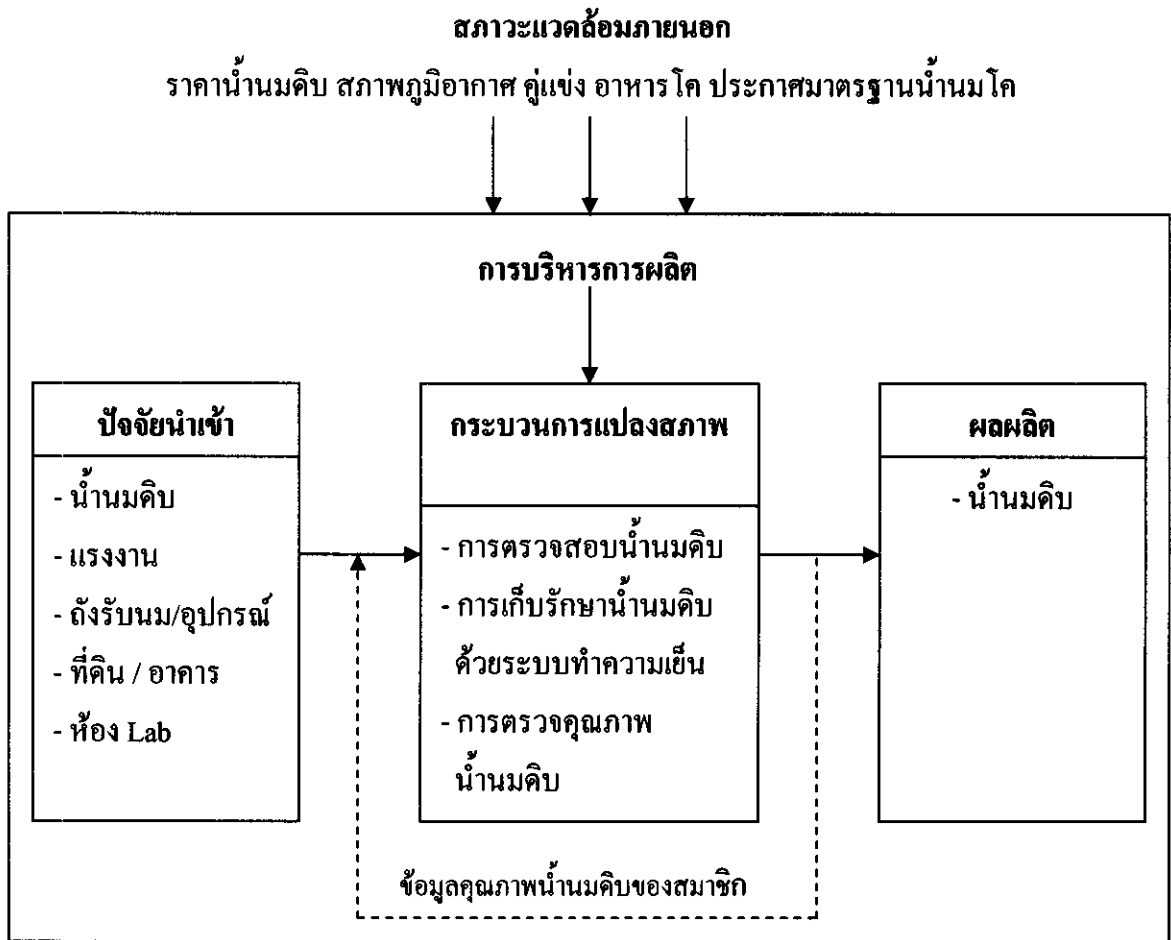 สภาวะแวดล้อมภายนอก
ราคาน้ำนมดิบ สภาพภูมิอากาศ คู่แข่ง อาหารโค ประกาศมาตรฐานน้ำนมโค
การบริหารการผลิต
ปัจจัยนำเข้า
- น้ำนมดิบ
- แรงงาน
- ถังรับนม/อุปกรณ์
- ที่ดิน / อาคาร
- ห้อง Lab
กระบวนการแปลงสภาพ
- การตรวจสอบน้ำนมดิบ
- การเก็บรักษาน้ำนมดิบ
ด้วยระบบทำความเย็น
- การตรวจคุณภาพ
น้ำนมดิบ
ผลผลิต
- น้ำนมดิบ
ข้อมูลคุณภาพน้ำนมดิบของสมาชิก